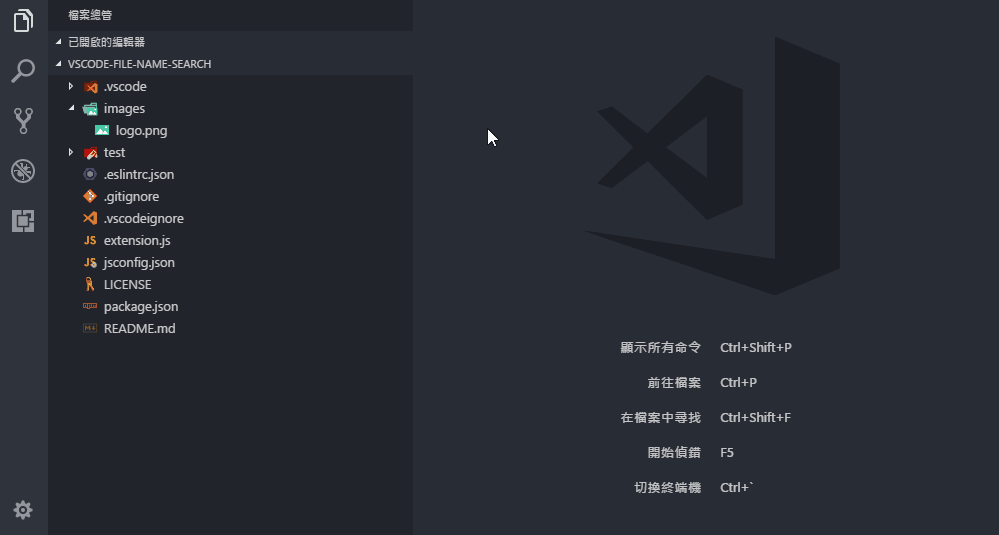 檔案總管
已開啟的編輯器
VSCODE-FILE-NAME-SEARCH
.vscode
images
logo.png
test
.eslintrc.json
.gitignore
.vscodeignore
JS extension.js
JS jsconfig.json
LICENSE
package.json
README.md
顯示所有命令 Ctrl+Shift+P
前往檔案 Ctrl+P
在檔案中尋找 Ctrl+Shift+F
開始偵錯 F5
切換終端機 Ctrl+`